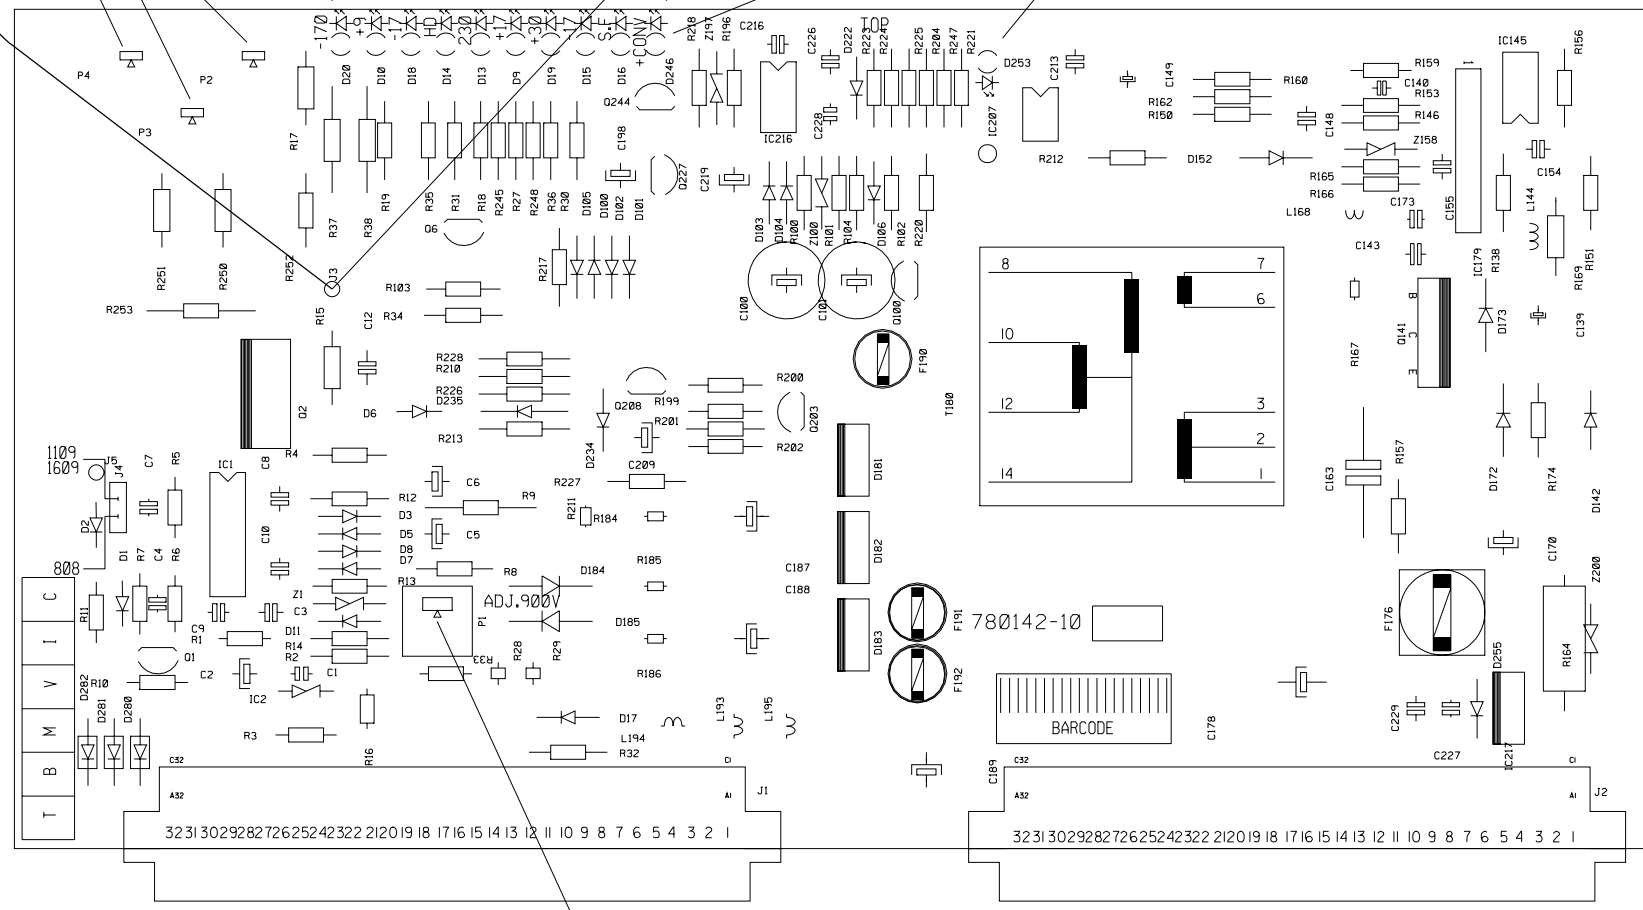 -170 +9 -17 HD 230 +17 +30 -17 S.E +CONV
TOP
P4 P2 P3
R17 D20 D10 D18 D14 D13 D9 D19 D15 D16 D246
Q244
R218 Z197 R196 C216 C226 D222 R223 R224 R225 R204 R247 R221 D253 C213
IC216 C228 IC207
C149 R160 R162 R150
C148
IC145 R156
R159 C140 R153 R146 Z158 R165 R166
R212 D152
L168 C173 C155 C154 L144
C143
C198 Q227 C219
R19 R35 R31 R18 R245 R27 R248 R36 R30 D105 D100 D102 D101
R37 R38 Q6
D103 D104 R100 Z100 R101 R104 D106 R102 R220
R251 R250 R252 J3
R217
IC179 R138 R169 R151
R253 R15 C12
R103
R34
C100 C101 Q100
F190
8 7
6
10
12 3
2
14 1
T180
R167
B C E
Q141
D173 C139
R228
R210
R226
D235
R213
D6
Q2
Q208 R199 R201
R200
Q203
R202
D234
C209
1109
1609
J5 J4 C7 R5
IC1 C8 R4
C6
R12 R9
R227
R211 R184
D181
C163 R157
D172 R174 D142
D2 D3
D5
D8
D7
C5
C10
D1 R7 C4 R6
808
R8
D184
R185
C187
C188
D182
C170 Z200
R13
Z1
C3
ADJ.900V
P1
R11
C9
R1
D11
R14
R2
D185
D183
F191
780142-10
F176
R164
Q1
C2 IC2 C1
R33 R28 R29
R186
F192
D255
D282 R10 D281 D280
R3 R16
D17
L194
R32
L193 L195
BARCODE
C178
C229 C227 IC217
C189
C
I
V
M
B
T
C32 C1
A32 A1
J1
32 31 30 29 28 27 26 25 24 23 22 21 20 19 18 17 16 15 14 13 12 11 10 9 8 7 6 5 4 3 2 1
C32 C1
A32 A1
J2
32 31 30 29 28 27 26 25 24 23 22 21 20 19 18 17 16 15 14 13 12 11 10 9 8 7 6 5 4 3 2 1